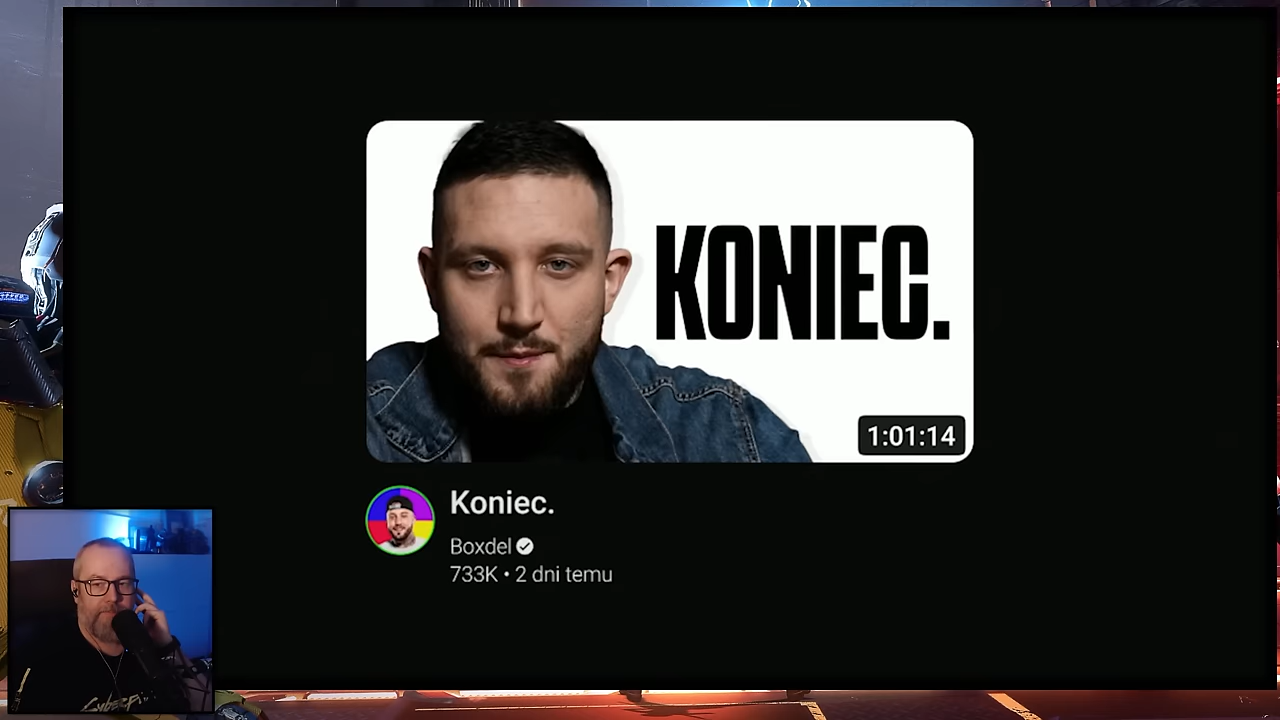 KONIEC.
1:01:14
Koniec.
Boxdel
733K • 2 dni temu